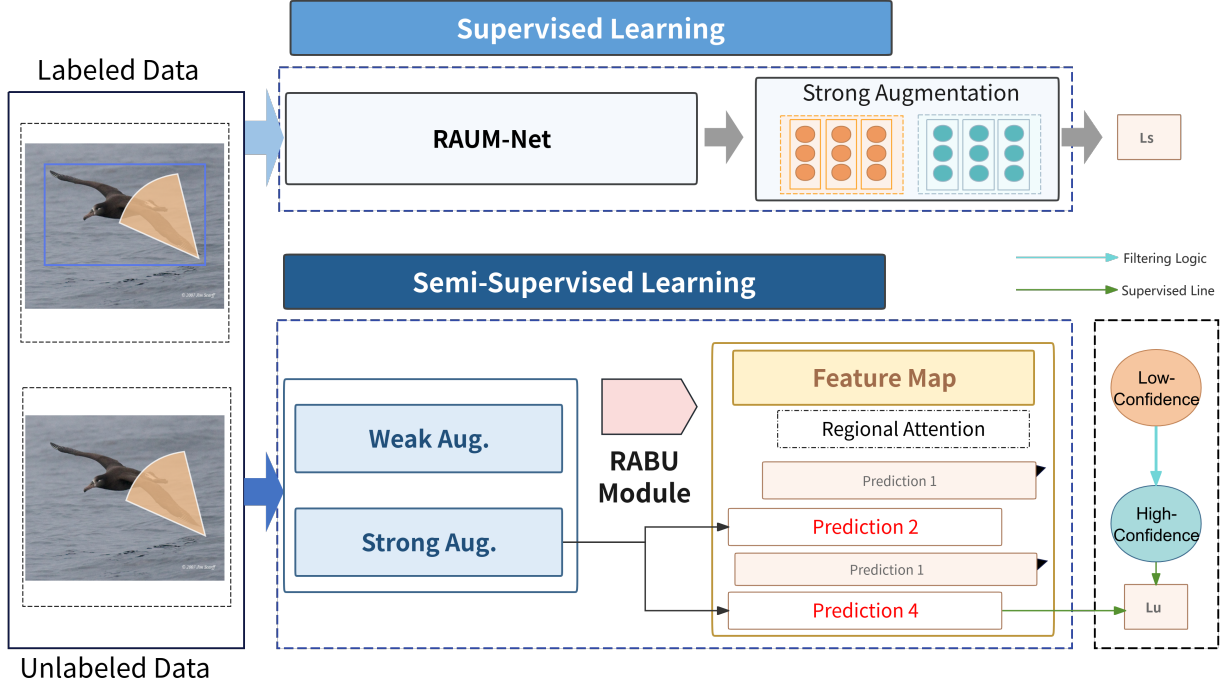 Supervised Learning
Labeled Data
RAUM-Net
Strong Augmentation
Ls
Semi-Supervised Learning
Filtering Logic
Supervised Line
Weak Aug.
Strong Aug.
RABU
Module
Feature Map
Regional Attention
Prediction 1
Prediction 2
Prediction 1
Prediction 4
Low-
Confidence
High-
Confidence
Lu
Unlabeled Data